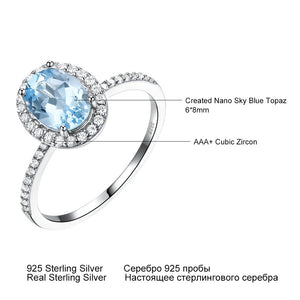 Created Nano Sky Blue Topaz
6*8mm
AAA+ Cubic Zircon
925 Sterling Silver
Real Sterling Silver
Серебро 925 пробы
Настоящее стерлингового серебра